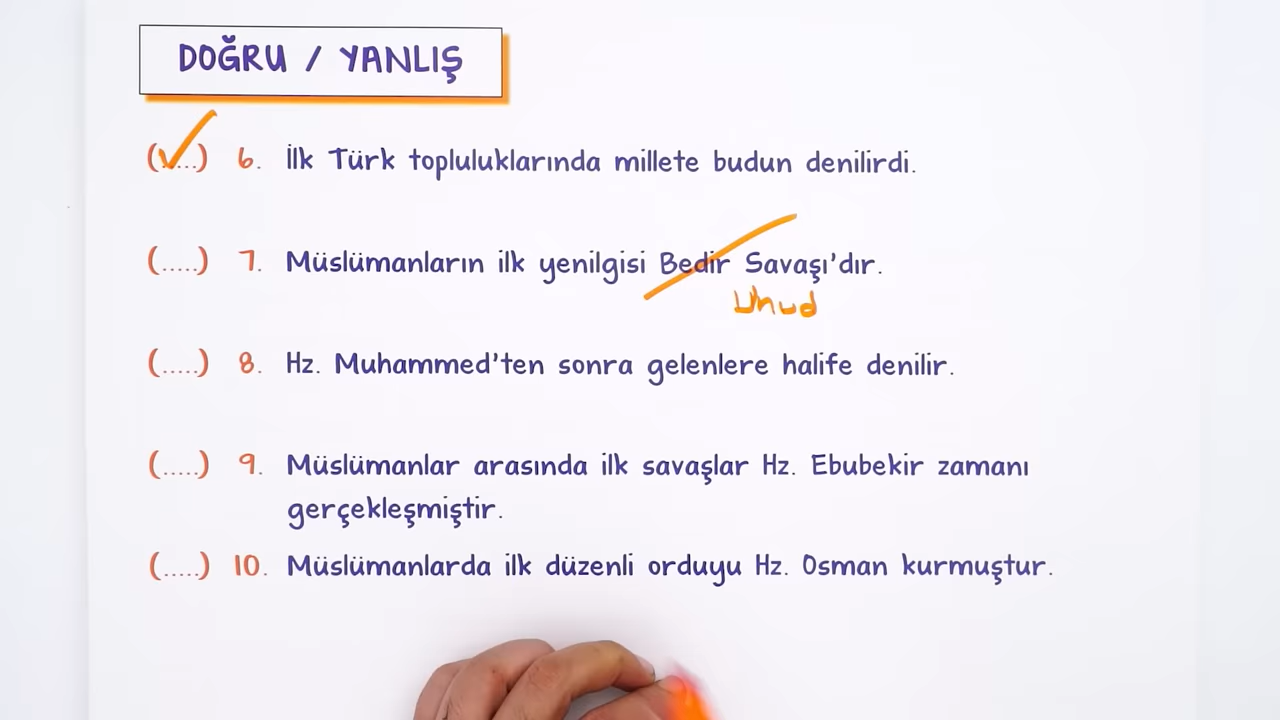 DOĞRU / YANLIŞ
(.....) 6. İlk Türk topluluklarında millete budun denilirdi.
(.....) 7. Müslümanların ilk yenilgisi Bedir Savaşı'dır.
Uhud
(.....) 8. Hz. Muhammed'ten sonra gelenlere halife denilir.
(.....) 9. Müslümanlar arasında ilk savaşlar Hz. Ebubekir zamanı
gerçekleşmiştir.
(.....) 10. Müslümanlarda ilk düzenli orduyu Hz. Osman kurmuştur.